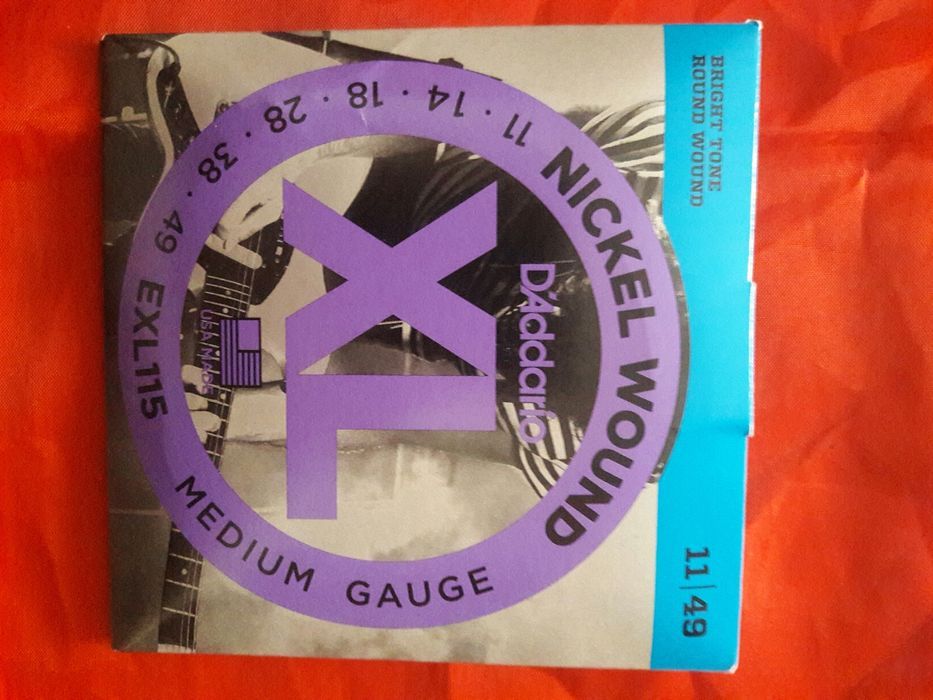 BRIGHT TONE
ROUND WOUND
11|49
NICKEL WOUND
D'Addario
XL
USA MADE
11 · 14 · 18 · 28 · 38 · 49 EXL115
MEDIUM GAUGE